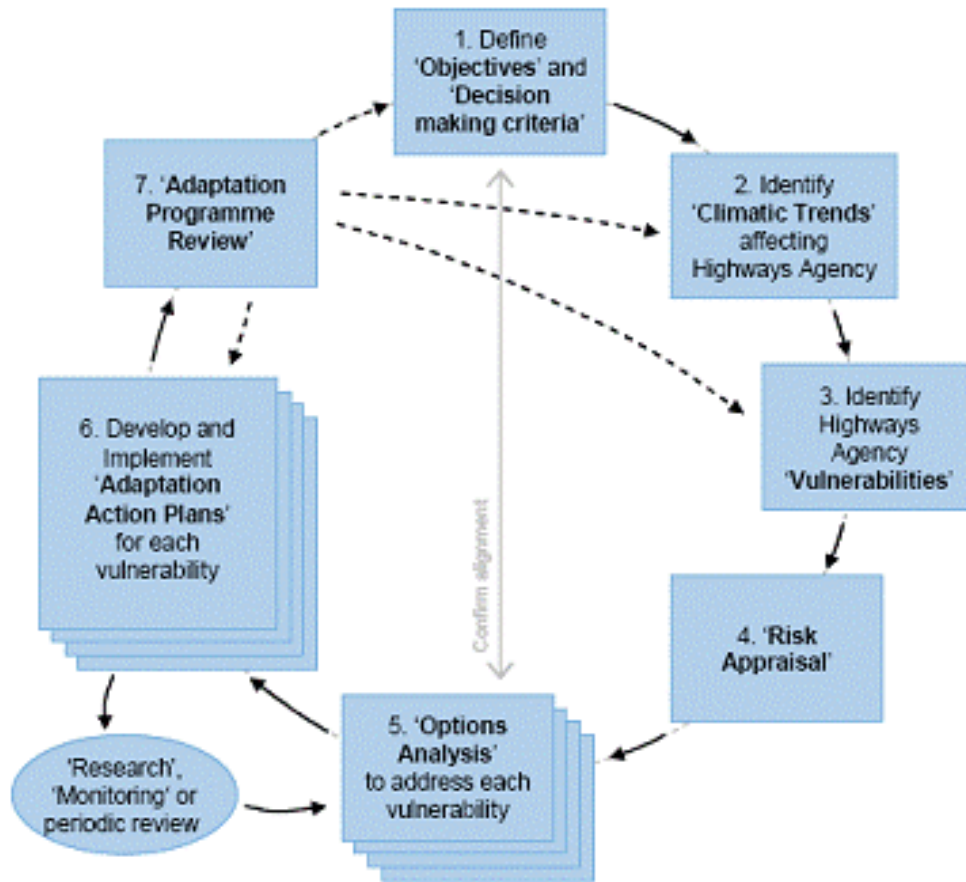 1. Define
'Objectives' and
'Decision
making criteria'
2. Identify
'Climatic Trends'
affecting
Highways Agency
3. Identify
Highways
Agency
'Vulnerabilities'
4. 'Risk
Appraisal'
5. 'Options
Analysis'
to address each
vulnerability
6. Develop and
Implement
'Adaptation
Action Plans'
for each
vulnerability
'Research',
'Monitoring' or
periodic review
7. 'Adaptation
Programme
Review'
Confirm alignment